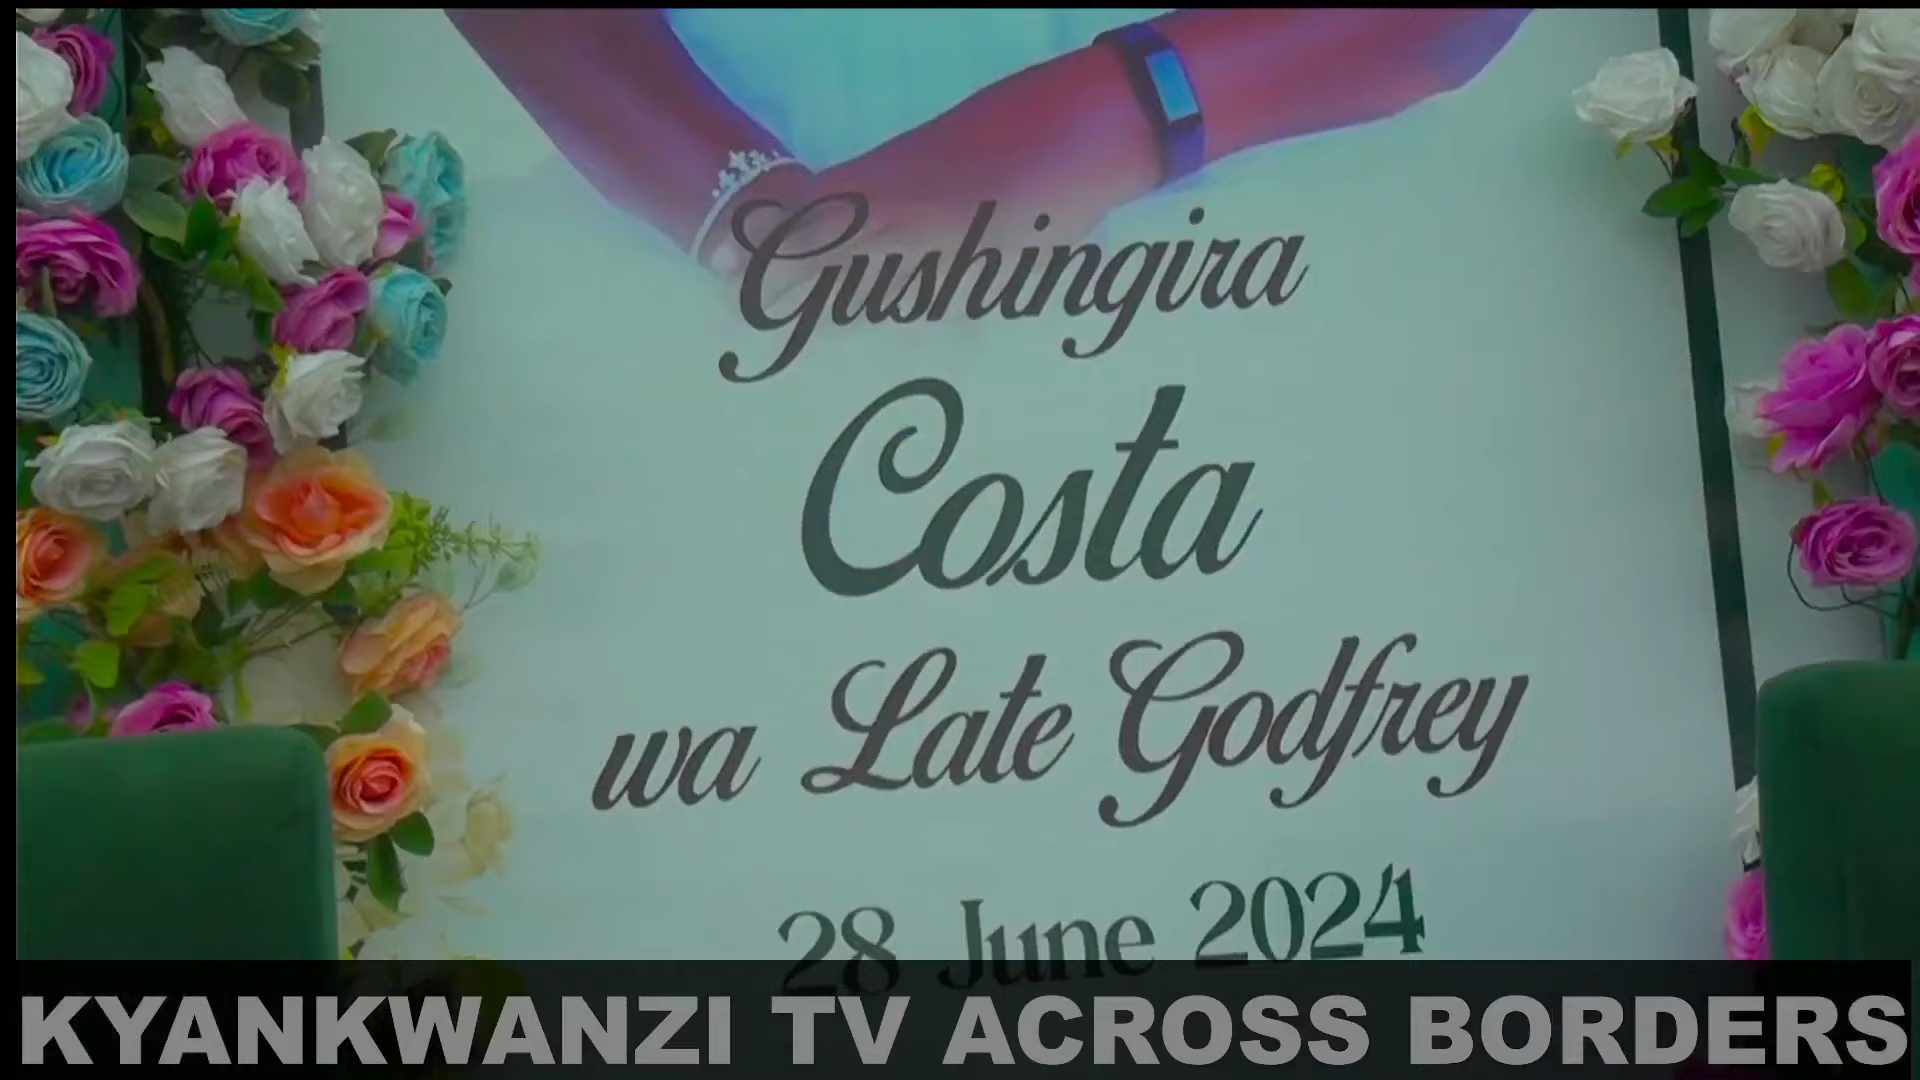 Gushingira
Costa
wa Late Godfrey
28 June 2024
KYANKWANZI TV ACROSS BORDERS